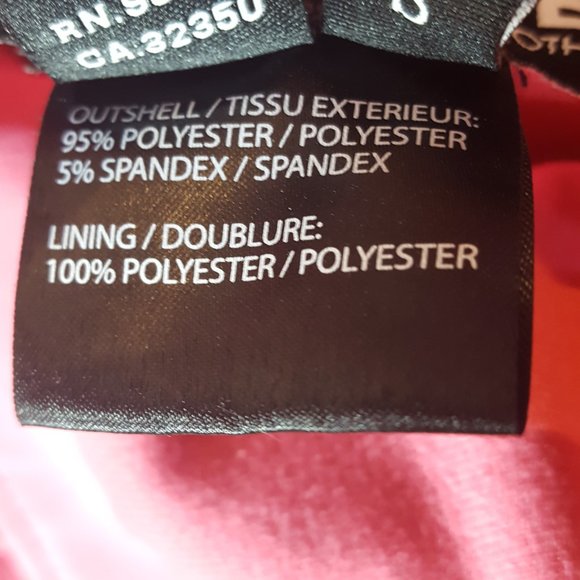 CA.32350
OUTSHELL / TISSU EXTERIEUR:
95% POLYESTER / POLYESTER
5% SPANDEX / SPANDEX
LINING / DOUBLURE:
100% POLYESTER / POLYESTER